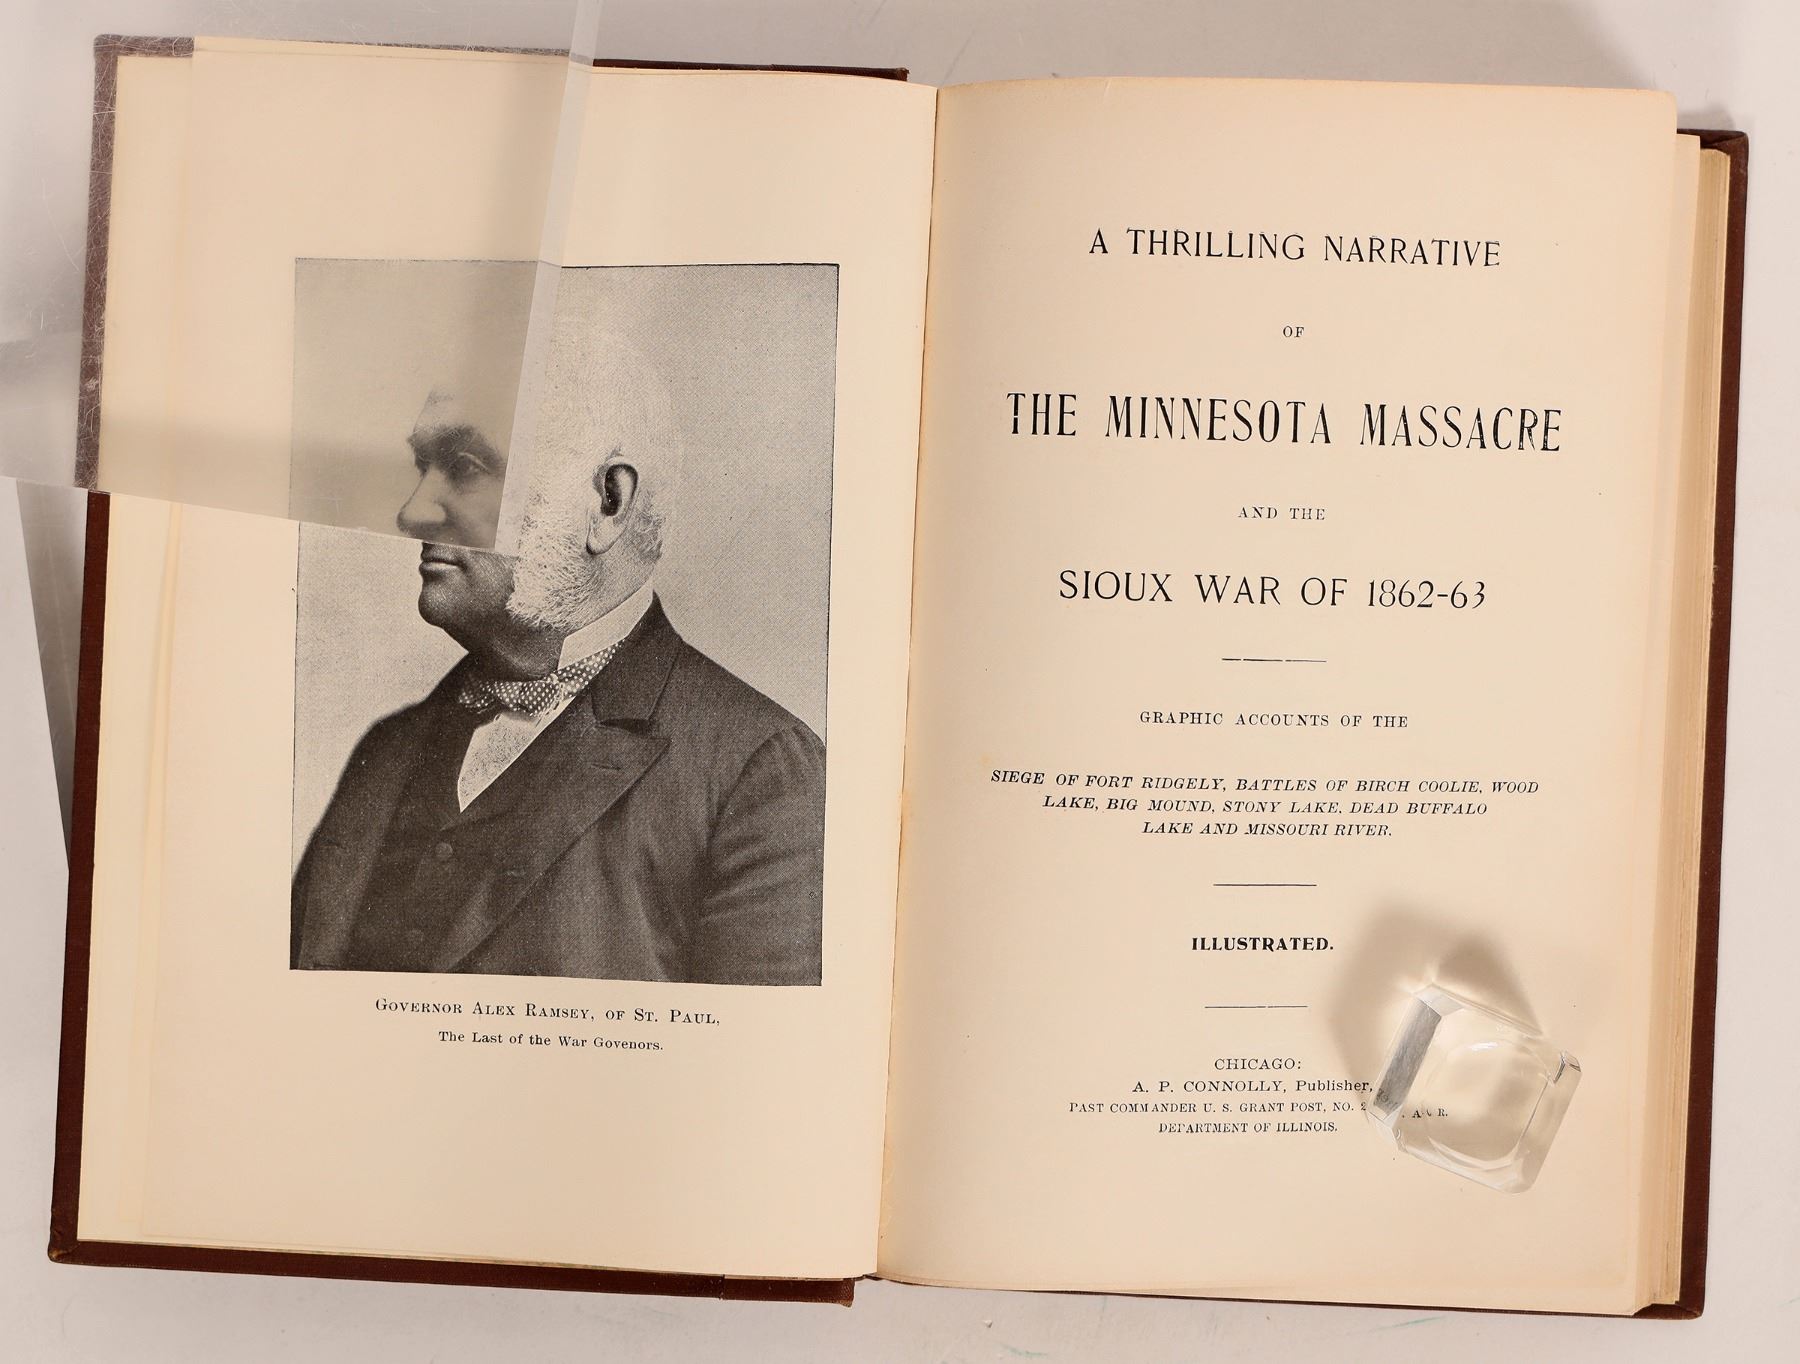 GOVERNOR ALEX RAMSEY, OF ST. PAUL,
The Last of the War Govenors.
A THRILLING NARRATIVE
OF
THE MINNESOTA MASSACRE
AND THE
SIOUX WAR OF 1862-63
GRAPHIC ACCOUNTS OF THE
SIEGE OF FORT RIDGELY, BATTLES OF BIRCH COOLIE, WOOD
LAKE, BIG MOUND, STONY LAKE, DEAD BUFFALO
LAKE AND MISSOURI RIVER.
ILLUSTRATED.
CHICAGO:
A. P. CONNOLLY, Publisher,
PAST COMMANDER U. S. GRANT POST, NO. A. R.
DEPARTMENT OF ILLINOIS.